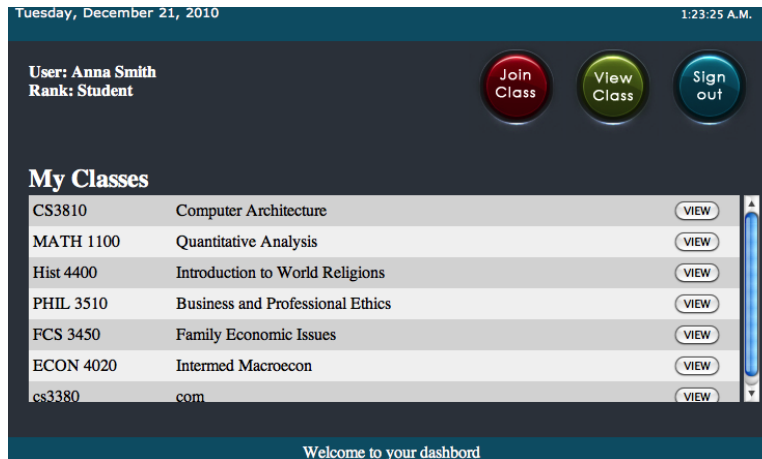 Tuesday, December 21, 2010 1:23:25 A.M.
User: Anna Smith
Rank: Student
Join Class
View Class
Sign out
My Classes
CS3810 Computer Architecture VIEW
MATH 1100 Quantitative Analysis VIEW
Hist 4400 Introduction to World Religions VIEW
PHIL 3510 Business and Professional Ethics VIEW
FCS 3450 Family Economic Issues VIEW
ECON 4020 Intermed Macroecon VIEW
cs3380 com VIEW
Welcome to your dashbord